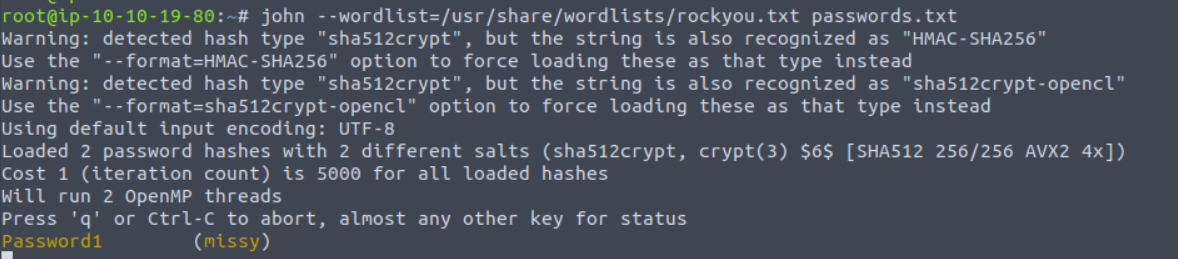 root@ip-10-10-19-80:~# john --wordlist=/usr/share/wordlists/rockyou.txt passwords.txt
Warning: detected hash type "sha512crypt", but the string is also recognized as "HMAC-SHA256"
Use the "--format=HMAC-SHA256" option to force loading these as that type instead
Warning: detected hash type "sha512crypt", but the string is also recognized as "sha512crypt-opencl"
Use the "--format=sha512crypt-opencl" option to force loading these as that type instead
Using default input encoding: UTF-8
Loaded 2 password hashes with 2 different salts (sha512crypt, crypt(3) $6$ [SHA512 256/256 AVX2 4x])
Cost 1 (iteration count) is 5000 for all loaded hashes
Will run 2 OpenMP threads
Press 'q' or Ctrl-C to abort, almost any other key for status
Password1        (missy)